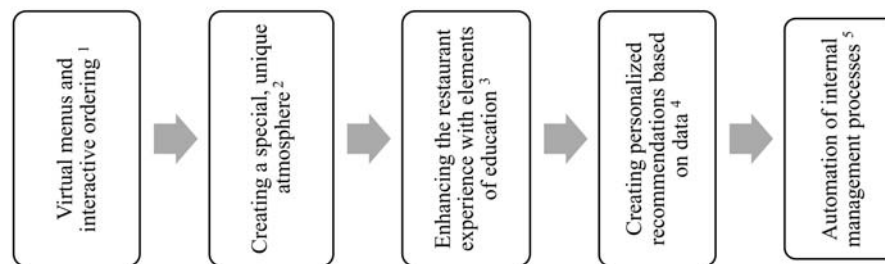 Virtual menus and
interactive ordering ¹
Creating a special, unique
atmosphere ²
Enhancing the restaurant
experience with elements
of education ³
Creating personalized
recommendations based
on data ⁴
Automation of internal
management processes ⁵